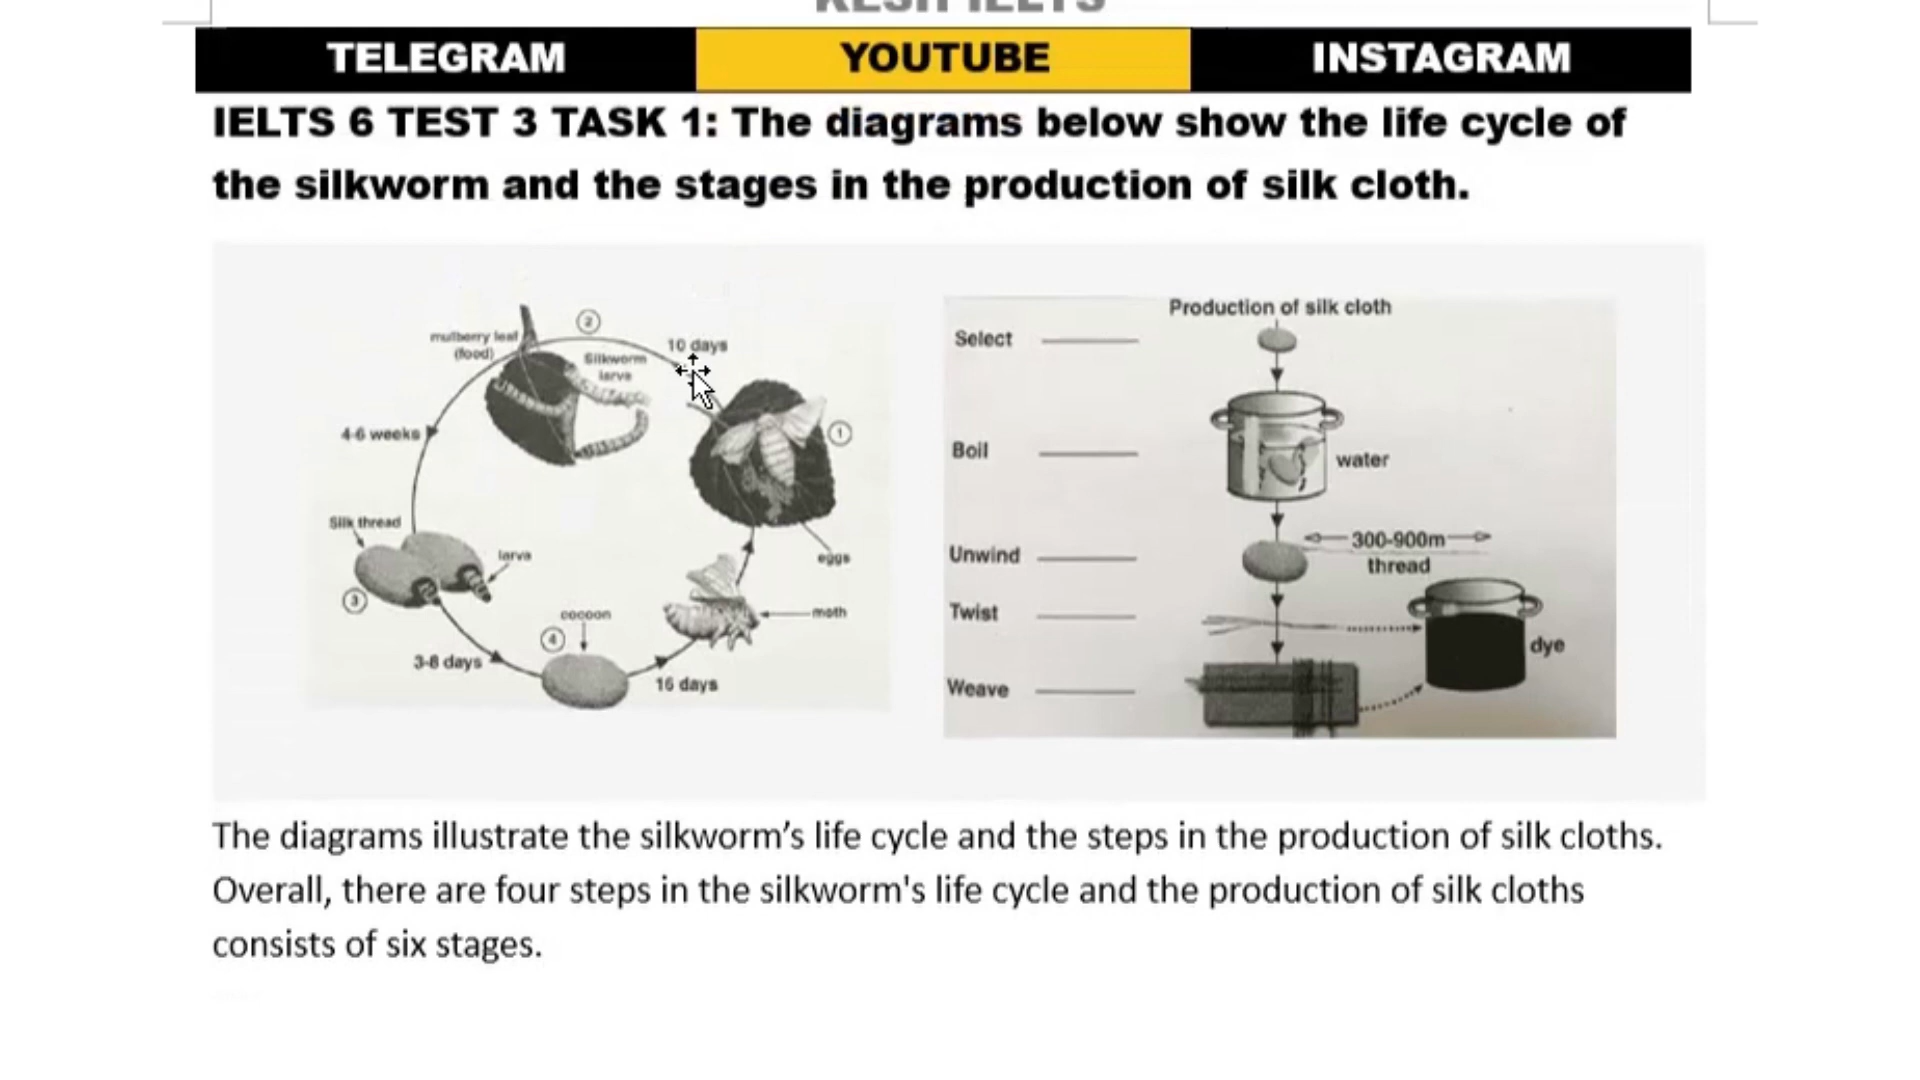 TELEGRAM YOUTUBE INSTAGRAM
IELTS 6 TEST 3 TASK 1: The diagrams below show the life cycle of
the silkworm and the stages in the production of silk cloth.
2
mulberry leaf
(food)
Silkworm
larva
10 days
1
4-6 weeks
Silk thread
larva
eggs
3
cocoon
4
moth
3-8 days
16 days
Production of silk cloth
Select
Boil
water
Unwind
300-900m
thread
Twist
dye
Weave
The diagrams illustrate the silkworm’s life cycle and the steps in the production of silk cloths.
Overall, there are four steps in the silkworm's life cycle and the production of silk cloths
consists of six stages.